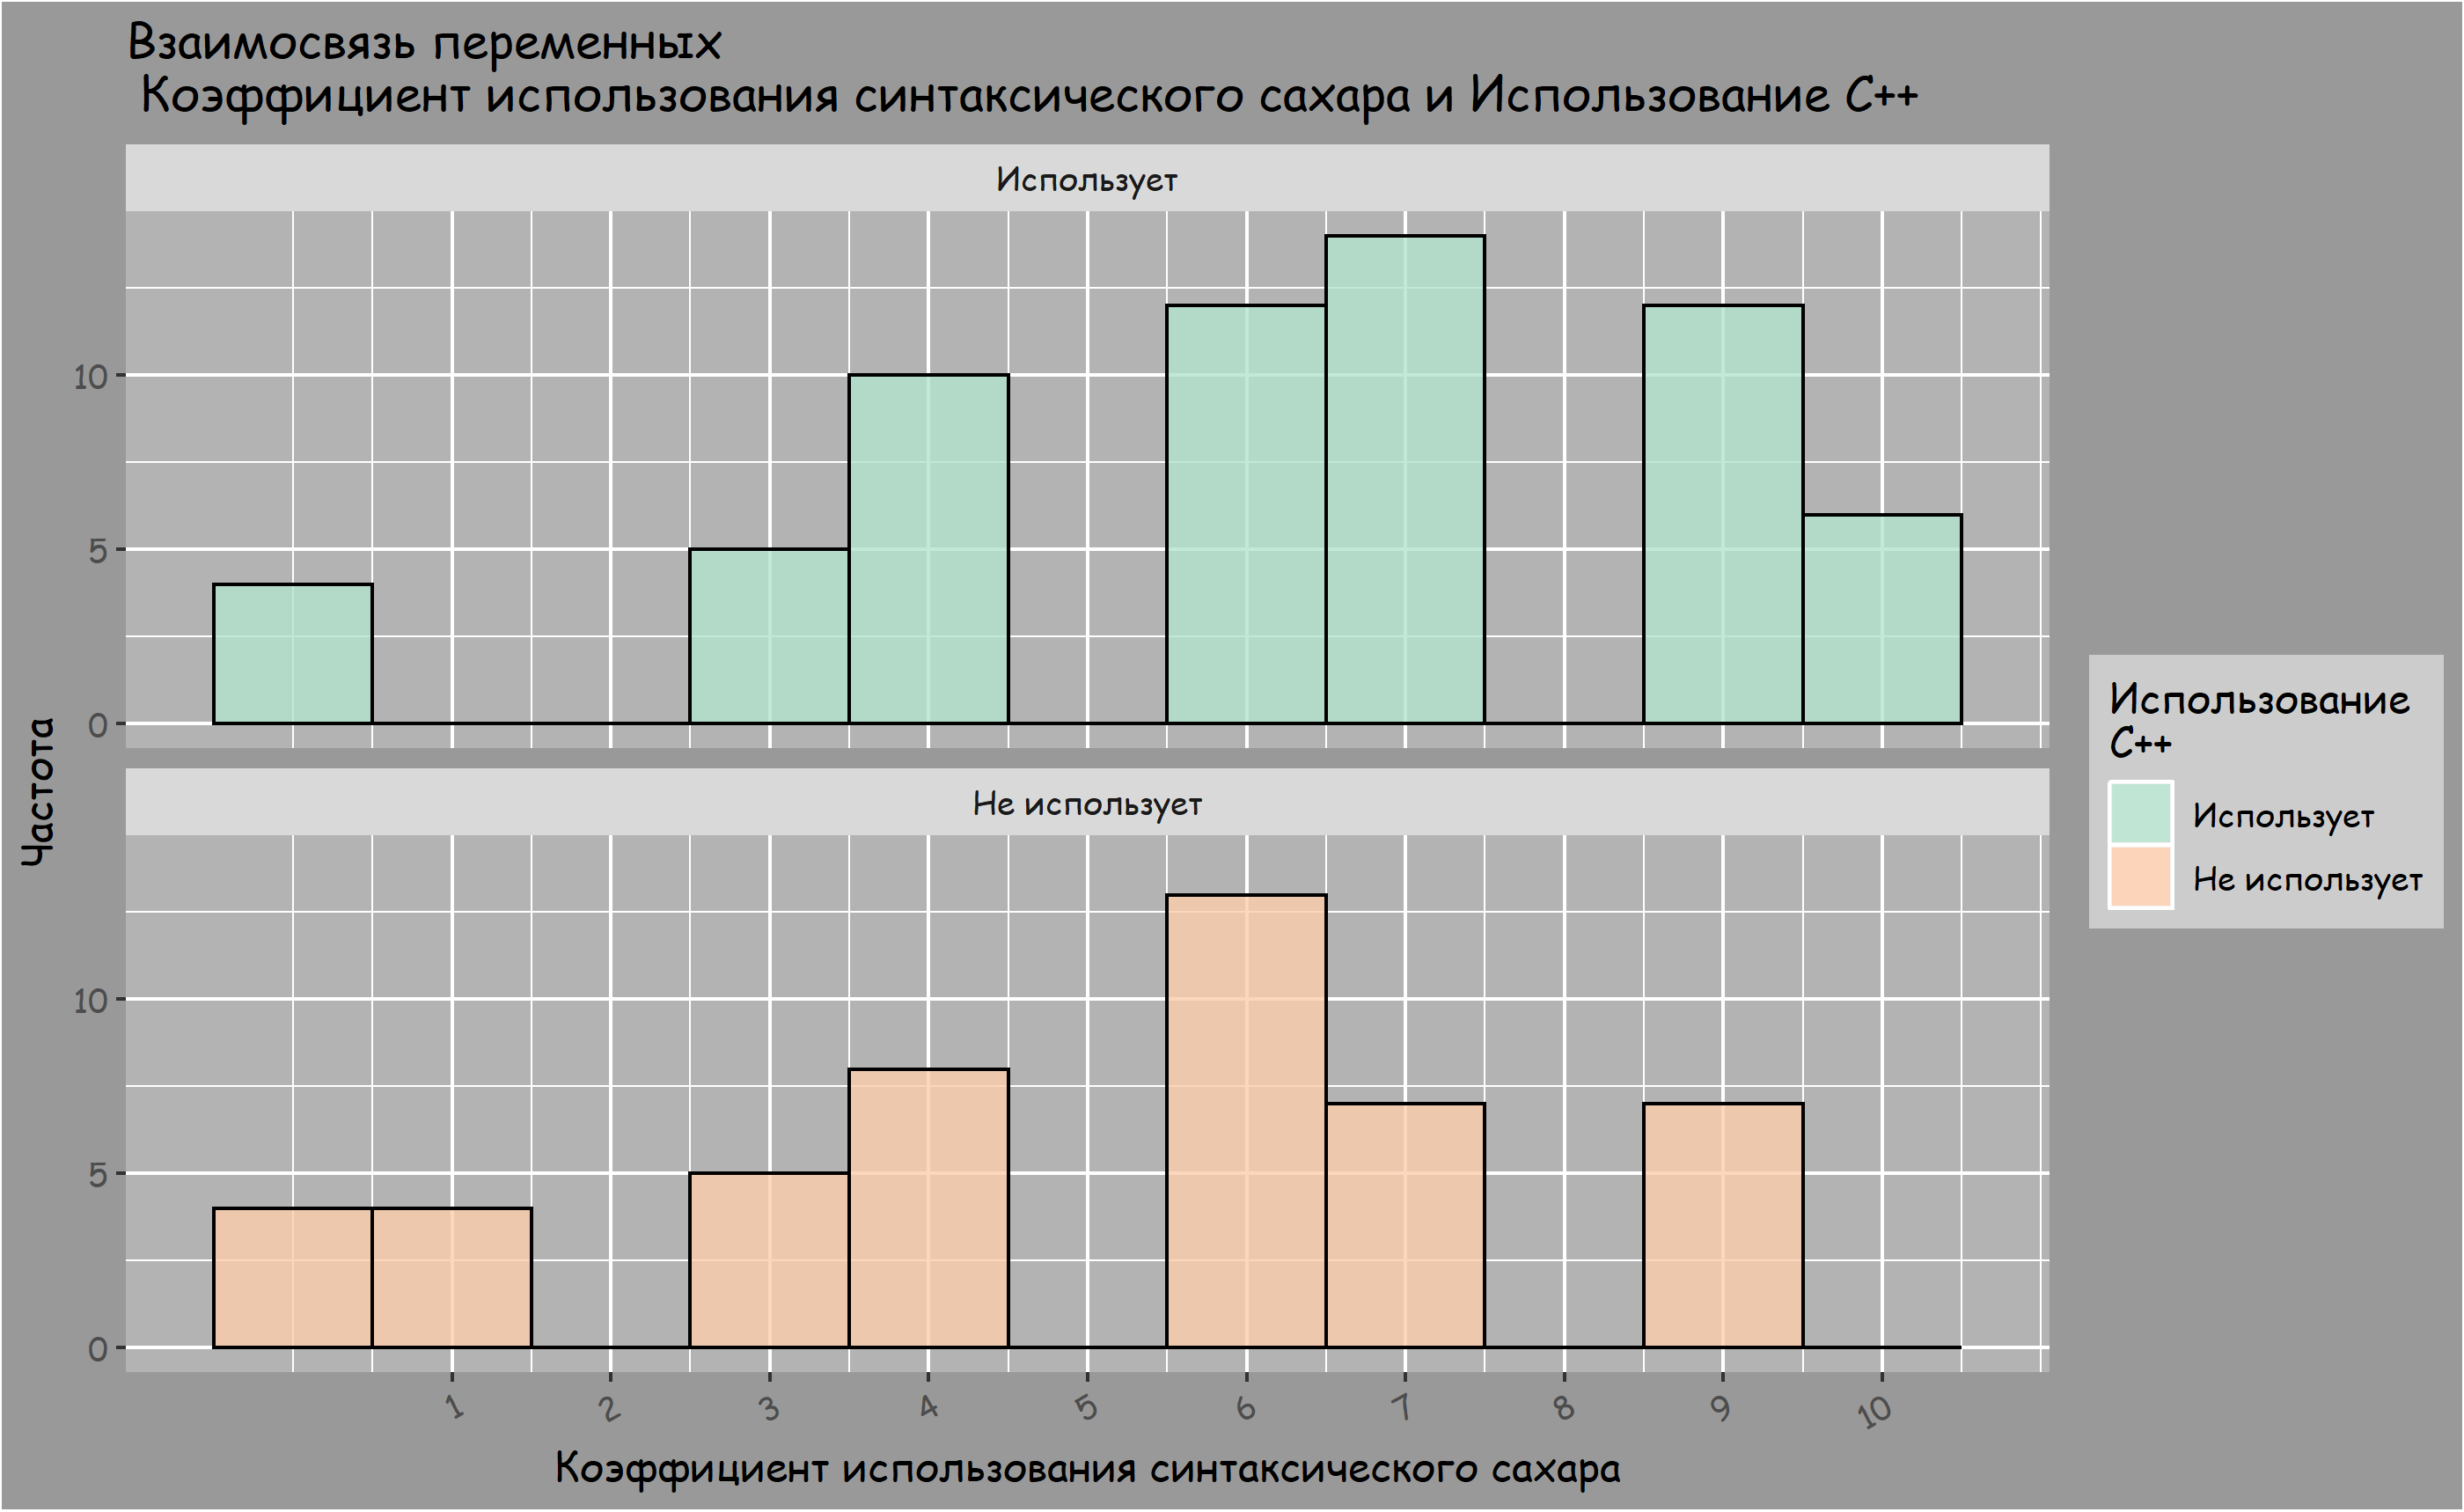 Взаимосвязь переменных
Коэффициент использования синтаксического сахара и Использование C++
Использует
10
5
0
Не использует
10
5
0
Частота
1 2 3 4 5 6 7 8 9 10
Коэффициент использования синтаксического сахара
Использование
C++
Использует
Не использует